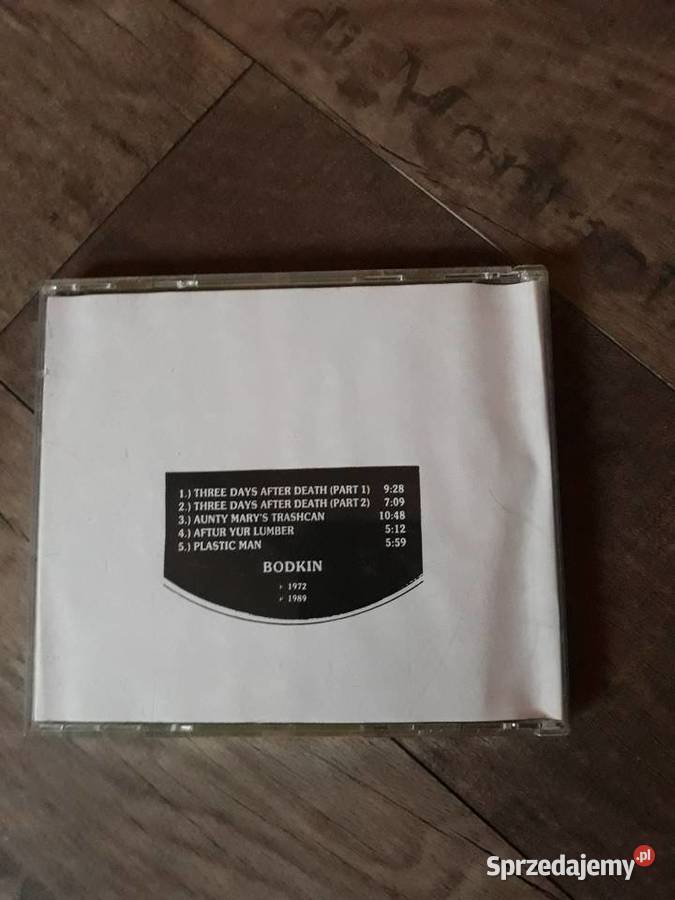 1.) THREE DAYS AFTER DEATH (PART 1) 9:28
2.) THREE DAYS AFTER DEATH (PART 2) 7:09
3.) AUNTY MARY'S TRASHCAN 10:48
4.) AFTUR YUR LUMBER 5:12
5.) PLASTIC MAN 5:59
BODKIN
1972
1989
Sprzedajemy.pl